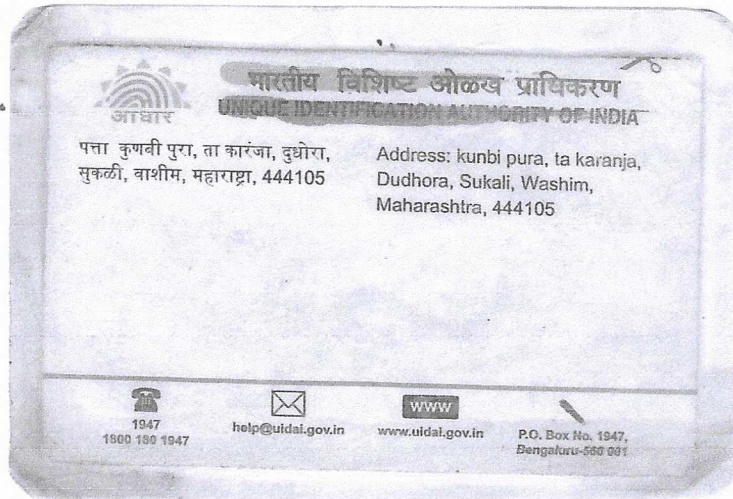 भारतीय विशिष्ट ओळख प्राधिकरण
UNIQUE IDENTIFICATION AUTHORITY OF INDIA
आधार
पत्ता कुणबी पुरा, ता कारंजा, दुधोरा,
सुकळी, वाशीम, महाराष्ट्रा, 444105
Address: kunbi pura, ta karanja,
Dudhora, Sukali, Washim,
Maharashtra, 444105
1947
1800 180 1947
help@uidai.gov.in
www
www.uidai.gov.in
P.O. Box No. 1947,
Bengaluru-560 001